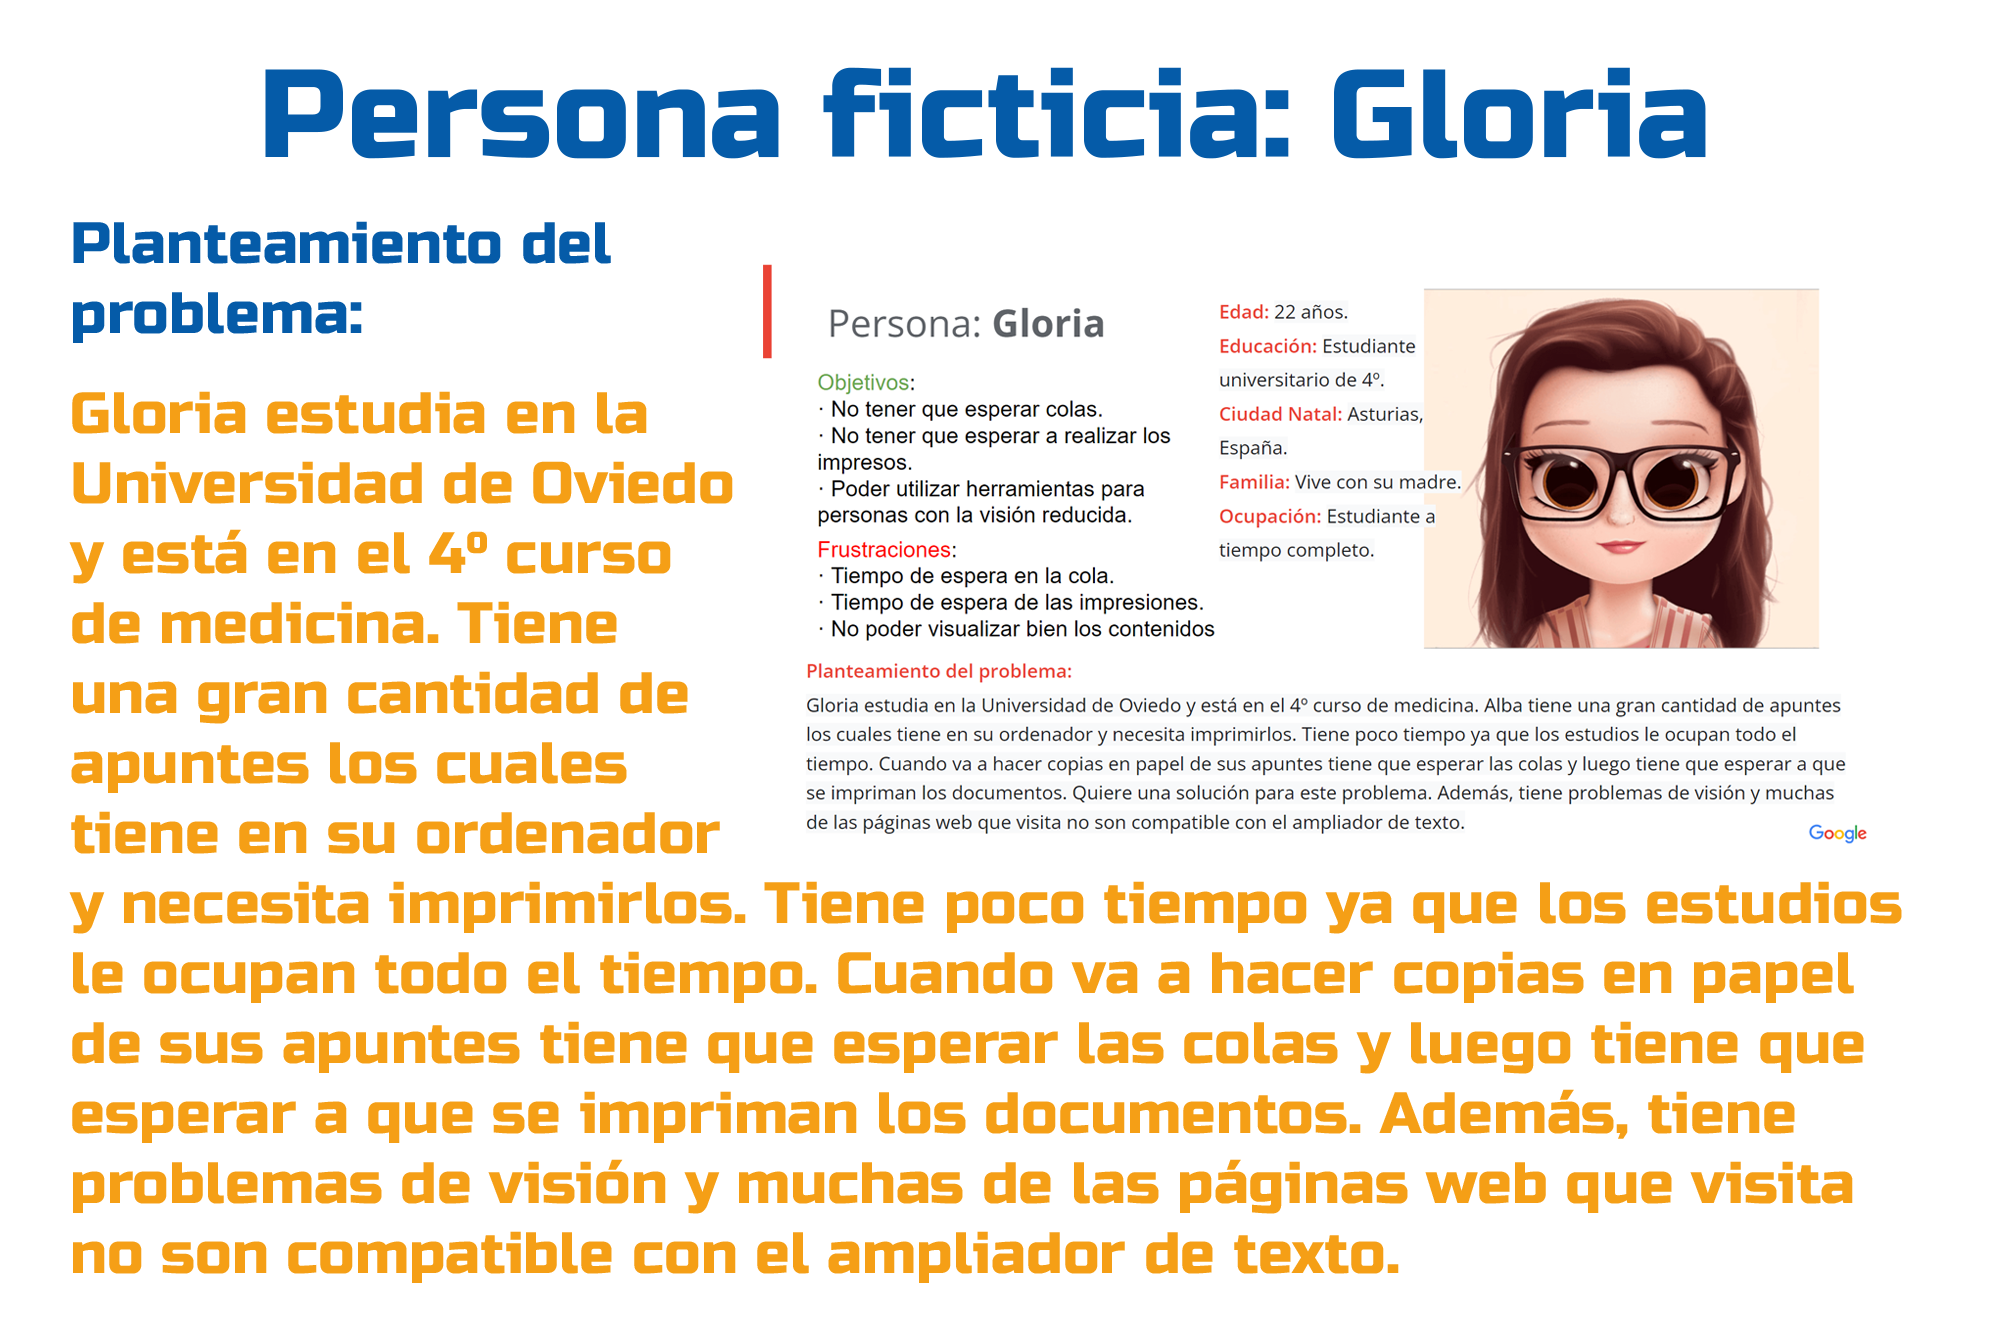 Persona ficticia: Gloria
Planteamiento del
problema:
Gloria estudia en la
Universidad de Oviedo
y está en el 4º curso
de medicina. Tiene
una gran cantidad de
apuntes los cuales
tiene en su ordenador
y necesita imprimirlos. Tiene poco tiempo ya que los estudios
le ocupan todo el tiempo. Cuando va a hacer copias en papel
de sus apuntes tiene que esperar las colas y luego tiene que
esperar a que se impriman los documentos. Además, tiene
problemas de visión y muchas de las páginas web que visita
no son compatible con el ampliador de texto.
Persona: Gloria
Objetivos:
· No tener que esperar colas.
· No tener que esperar a realizar los
impresos.
· Poder utilizar herramientas para
personas con la visión reducida.
Frustraciones:
· Tiempo de espera en la cola.
· Tiempo de espera de las impresiones.
· No poder visualizar bien los contenidos
Edad: 22 años.
Educación: Estudiante
universitario de 4º.
Ciudad Natal: Asturias,
España.
Familia: Vive con su madre.
Ocupación: Estudiante a
tiempo completo.
Planteamiento del problema:
Gloria estudia en la Universidad de Oviedo y está en el 4º curso de medicina. Alba tiene una gran cantidad de apuntes
los cuales tiene en su ordenador y necesita imprimirlos. Tiene poco tiempo ya que los estudios le ocupan todo el
tiempo. Cuando va a hacer copias en papel de sus apuntes tiene que esperar las colas y luego tiene que esperar a que
se impriman los documentos. Quiere una solución para este problema. Además, tiene problemas de visión y muchas
de las páginas web que visita no son compatible con el ampliador de texto.
Google